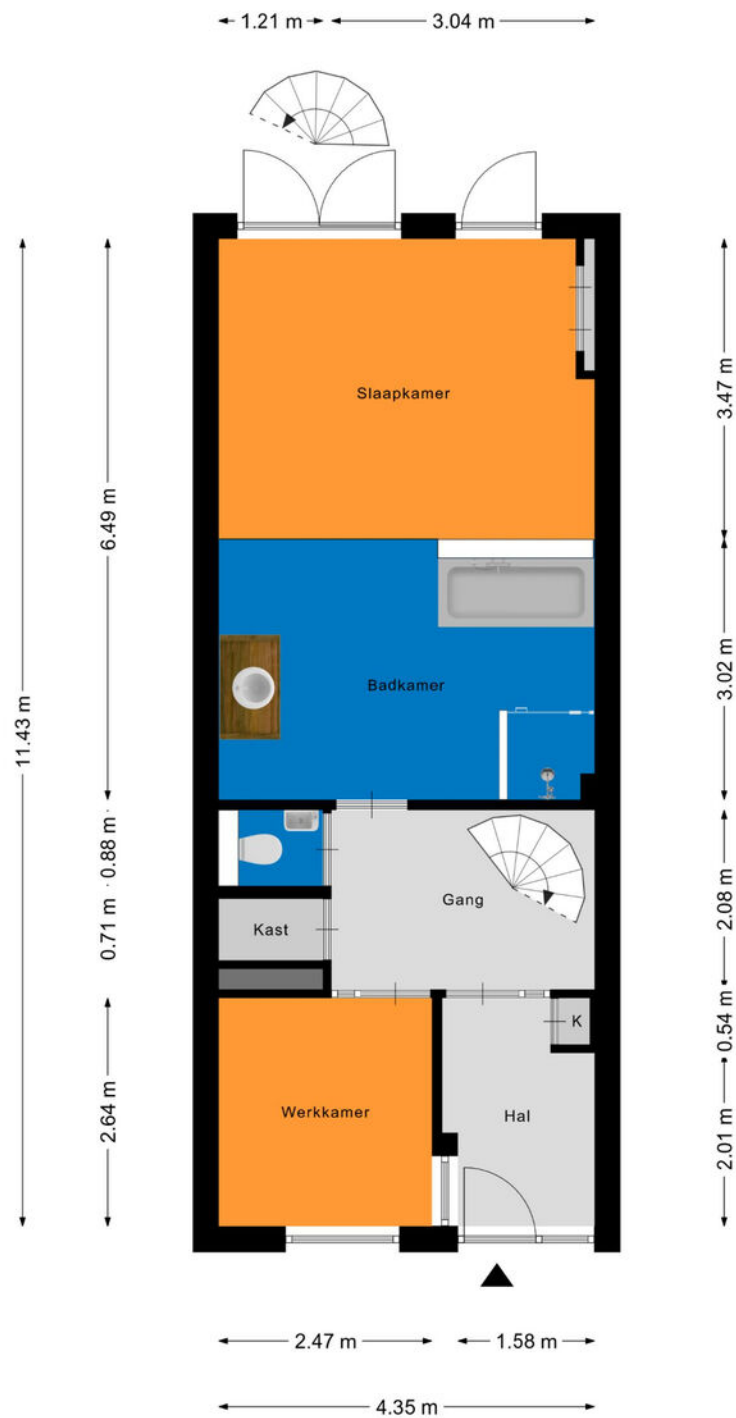 1.21 m
3.04 m
Slaapkamer
3.47 m
6.49 m
Badkamer
3.02 m
11.43 m
0.88 m
Gang
2.08 m
0.71 m
Kast
K
0.54 m
Werkkamer
Hal
2.64 m
2.01 m
2.47 m
1.58 m
4.35 m